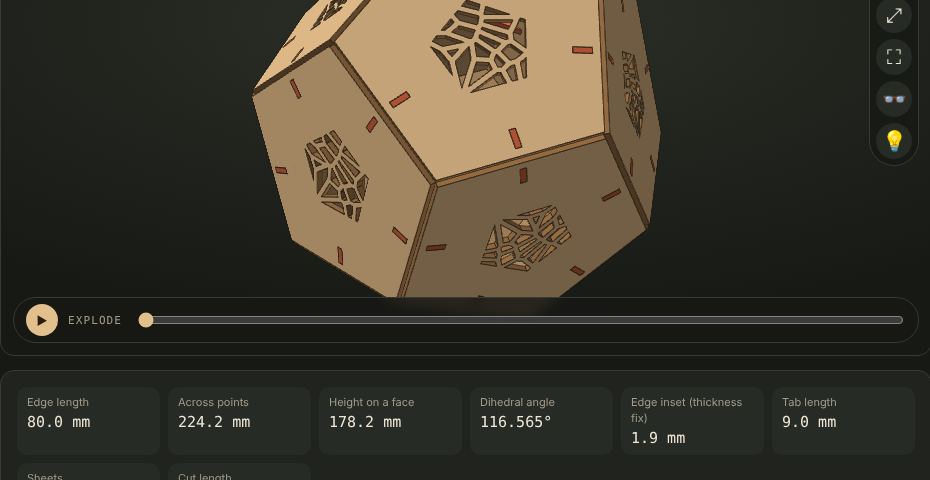 EXPLODE
Edge length
80.0 mm
Across points
224.2 mm
Height on a face
178.2 mm
Dihedral angle
116.565°
Edge inset (thickness
fix)
1.9 mm
Tab length
9.0 mm
Sheets
Cut length